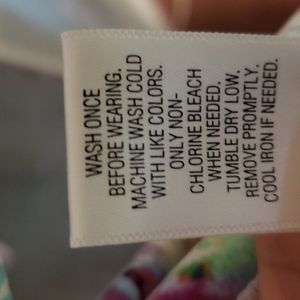 WASH ONCE
BEFORE WEARING.
MACHINE WASH COLD
WITH LIKE COLORS.
ONLY NON-
CHLORINE BLEACH
WHEN NEEDED.
TUMBLE DRY LOW.
REMOVE PROMPTLY.
COOL IRON IF NEEDED.